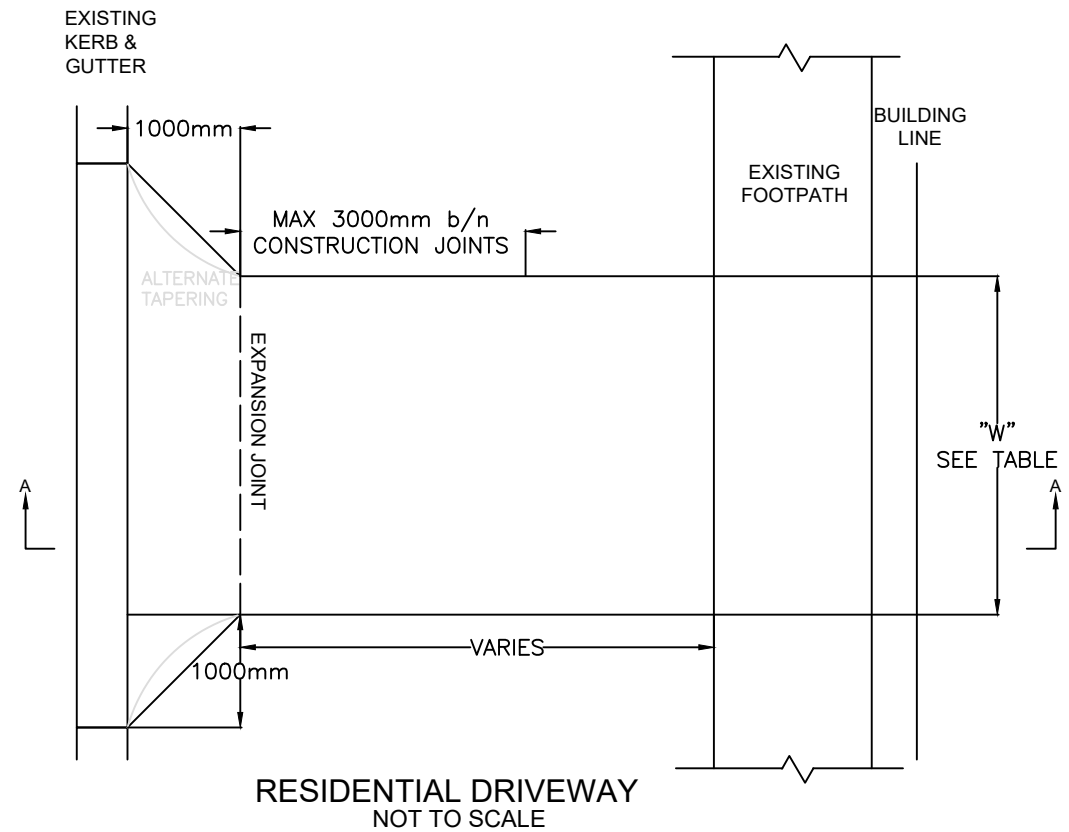 EXISTING
KERB &
GUTTER
1000mm
BUILDING
LINE
EXISTING
FOOTPATH
MAX 3000mm b/n
CONSTRUCTION JOINTS
ALTERNATE
TAPERING
EXPANSION JOINT
"W"
SEE TABLE
A
A
VARIES
1000mm
RESIDENTIAL DRIVEWAY
NOT TO SCALE